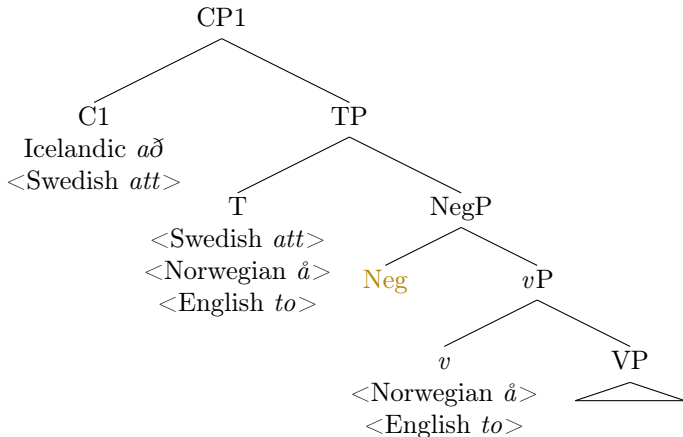 CP1
C1
TP
Icelandic að
<Swedish att>
T
NegP
<Swedish att>
<Norwegian å>
<English to>
Neg
vP
v
VP
<Norwegian å>
<English to>